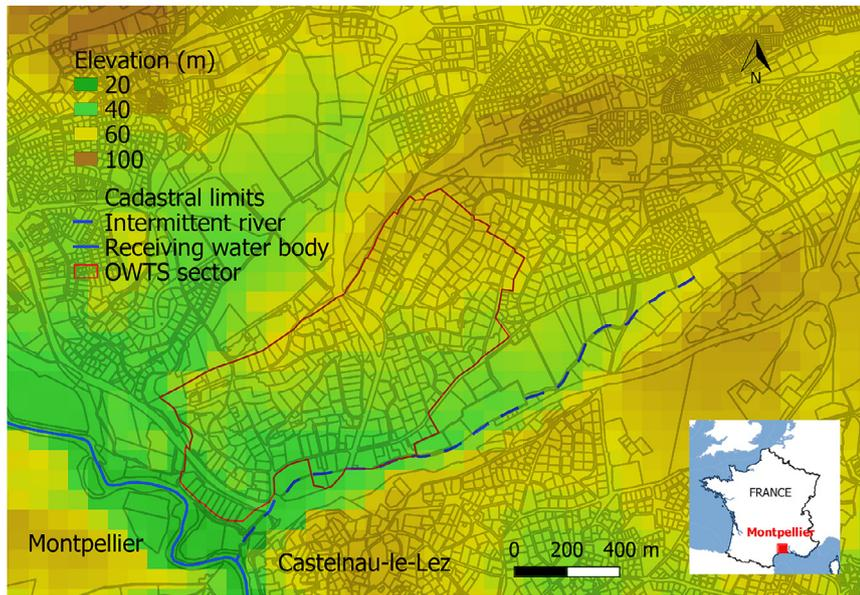 Elevation (m)
20
40
60
100
Cadastral limits
Intermittent river
Receiving water body
OWTS sector
N
Montpellier
Castelnau-le-Lez
0 200 400 m
FRANCE
Montpellier